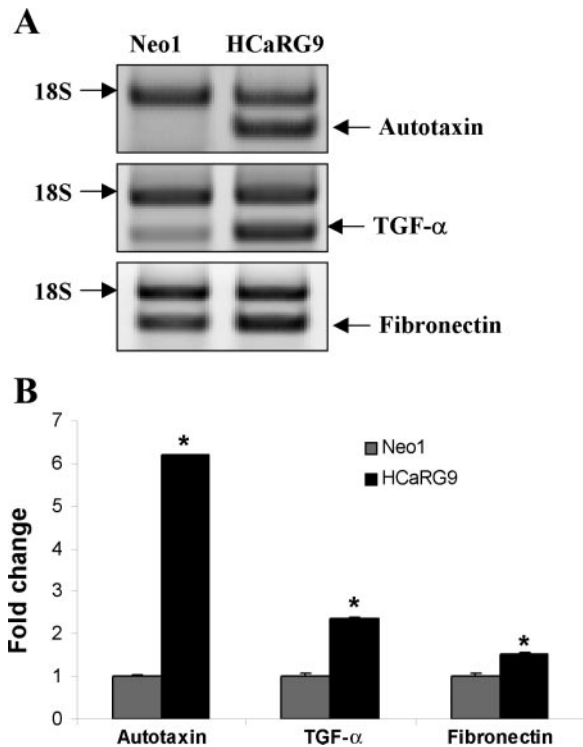 A
Neo1 HCaRG9
18S
Autotaxin
18S
TGF-α
18S
Fibronectin
B
7
6
5
4
3
2
1
0
Fold change
* * *
Neo1
HCaRG9
Autotaxin TGF-α Fibronectin